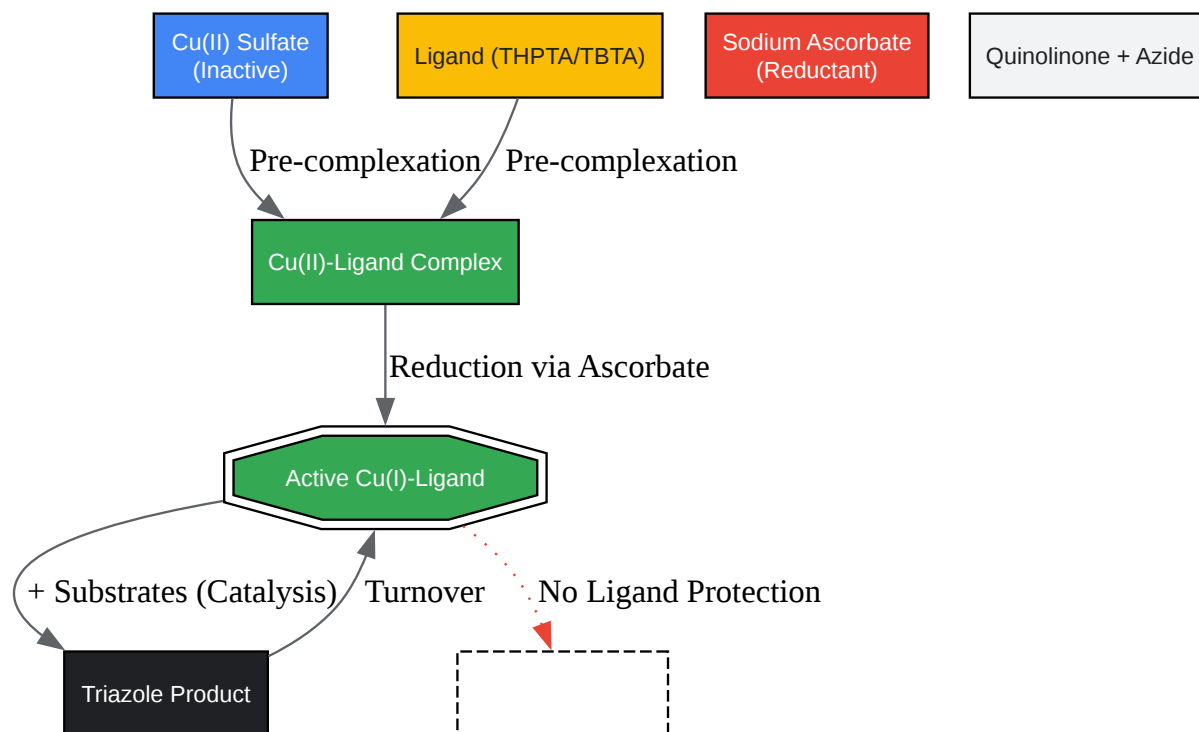 Cu(II) Sulfate
(Inactive)
Ligand (THPTA/TBTA)
Sodium Ascorbate
(Reductant)
Quinolinone + Azide
Pre-complexation
Pre-complexation
Cu(II)-Ligand Complex
Reduction via Ascorbate
Active Cu(I)-Ligand
+ Substrates (Catalysis)
Turnover
No Ligand Protection
Triazole Product